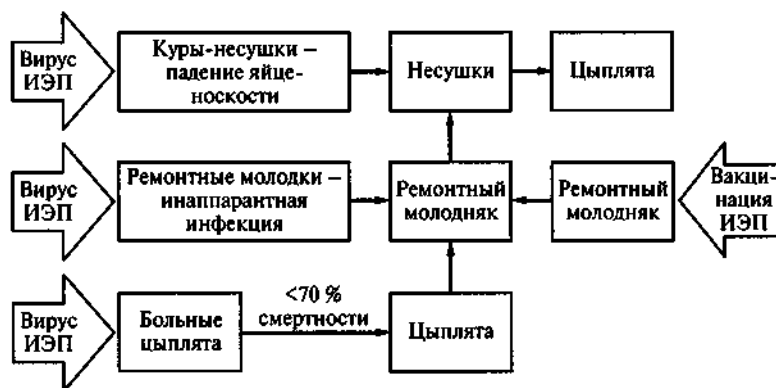 Вирус
ИЭП
Куры-несушки –
падение яйце-
носкости
Несушки
Цыплята
Вирус
ИЭП
Ремонтные молодки –
инаппарантная
инфекция
Ремонтный
молодняк
Ремонтный
молодняк
Вакци-
нация
ИЭП
Вирус
ИЭП
Больные
цыплята
<70 %
смертности
Цыплята